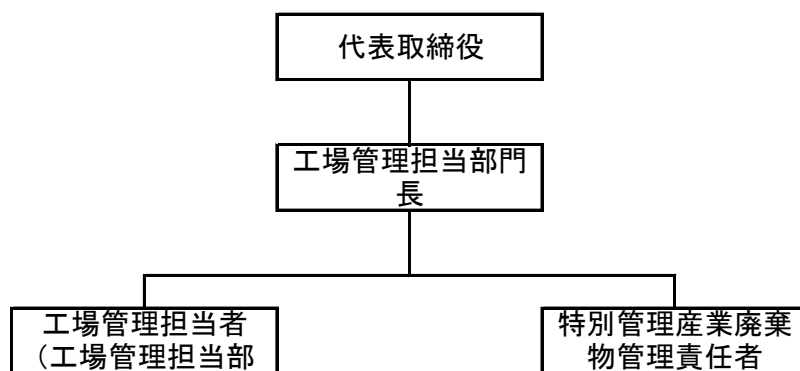 代表取締役
工場管理担当部門
長
工場管理担当者
（工場管理担当部
特別管理産業廃棄
物管理責任者